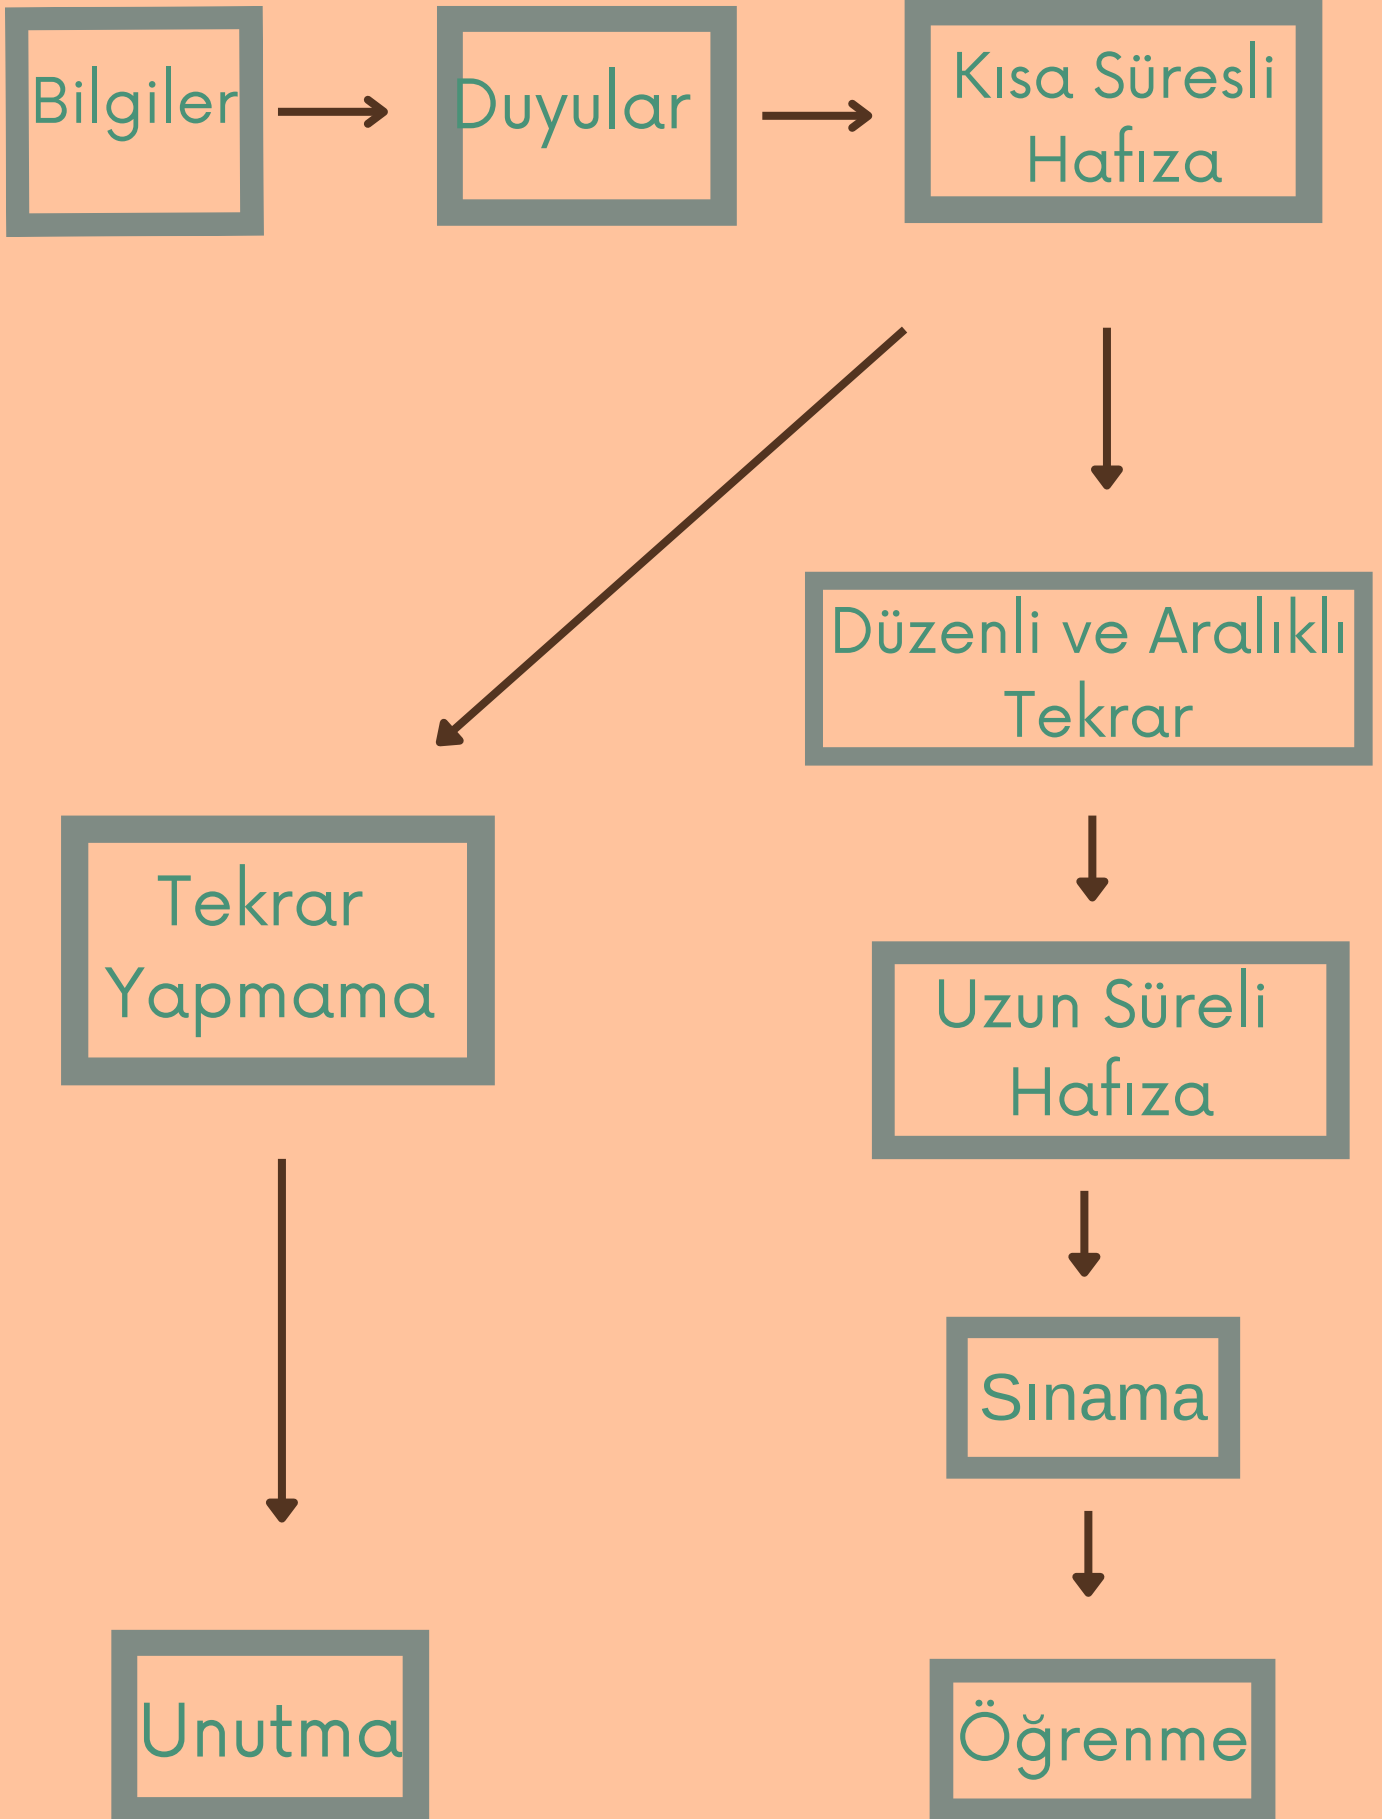 Bilgiler
Duyular
Kısa Süresli
Hafıza
Düzenli ve Aralıklı
Tekrar
Tekrar
Yapmama
Uzun Süreli
Hafıza
Sınama
Unutma
Öğrenme